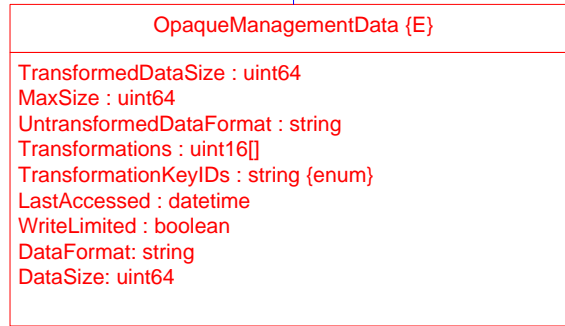 OpaqueManagementData {E}
TransformedDataSize : uint64
MaxSize : uint64
UntransformedDataFormat : string
Transformations : uint16[]
TransformationKeyIDs : string {enum}
LastAccessed : datetime
WriteLimited : boolean
DataFormat: string
DataSize: uint64